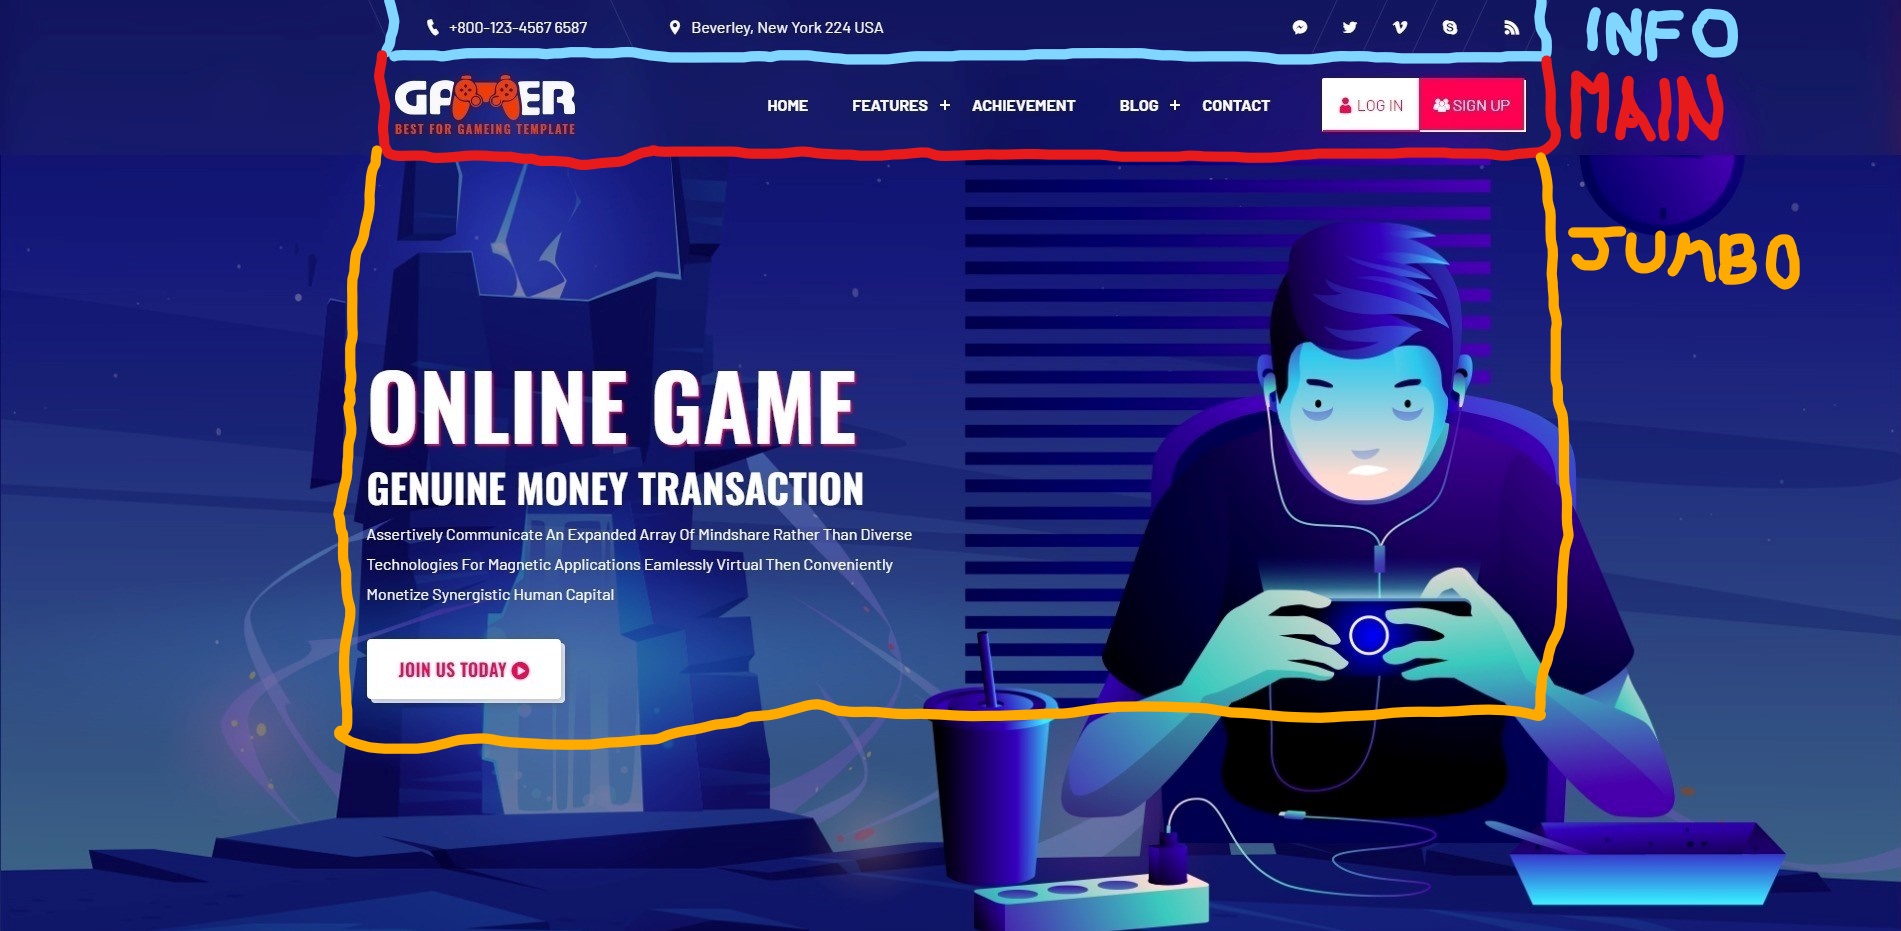 +800-123-4567 6587
Beverley, New York 224 USA
INFO
GAMER
BEST FOR GAMEING TEMPLATE
HOME FEATURES + ACHIEVEMENT BLOG + CONTACT
LOG IN
SIGN UP
MAIN
JUMBO
ONLINE GAME
GENUINE MONEY TRANSACTION
Assertively Communicate An Expanded Array Of Mindshare Rather Than Diverse
Technologies For Magnetic Applications Eamlessly Virtual Then Conveniently
Monetize Synergistic Human Capital
JOIN US TODAY